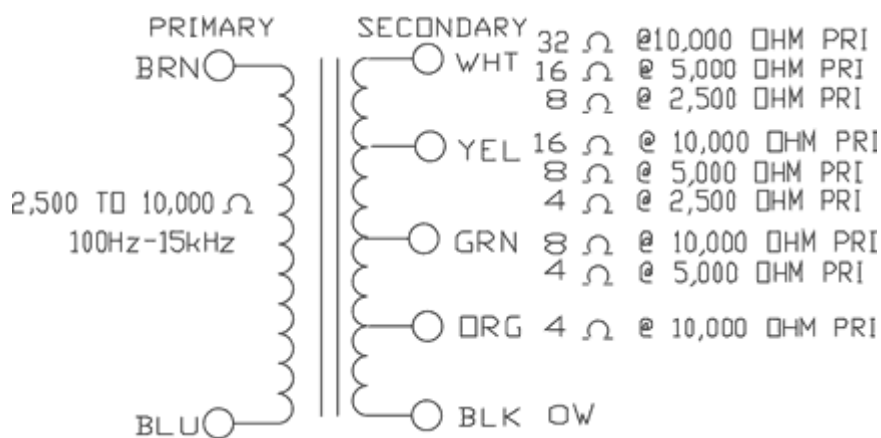 PRIMARY
SECONDARY
BRN
WHT
32 Ω @10,000 OHM PRI
16 Ω @ 5,000 OHM PRI
8 Ω @ 2,500 OHM PRI
YEL
16 Ω @ 10,000 OHM PRI
8 Ω @ 5,000 OHM PRI
4 Ω @ 2,500 OHM PRI
2,500 TO 10,000 Ω
100Hz-15kHz
GRN
8 Ω @ 10,000 OHM PRI
4 Ω @ 5,000 OHM PRI
ORG 4 Ω @ 10,000 OHM PRI
BLU
BLK 0W